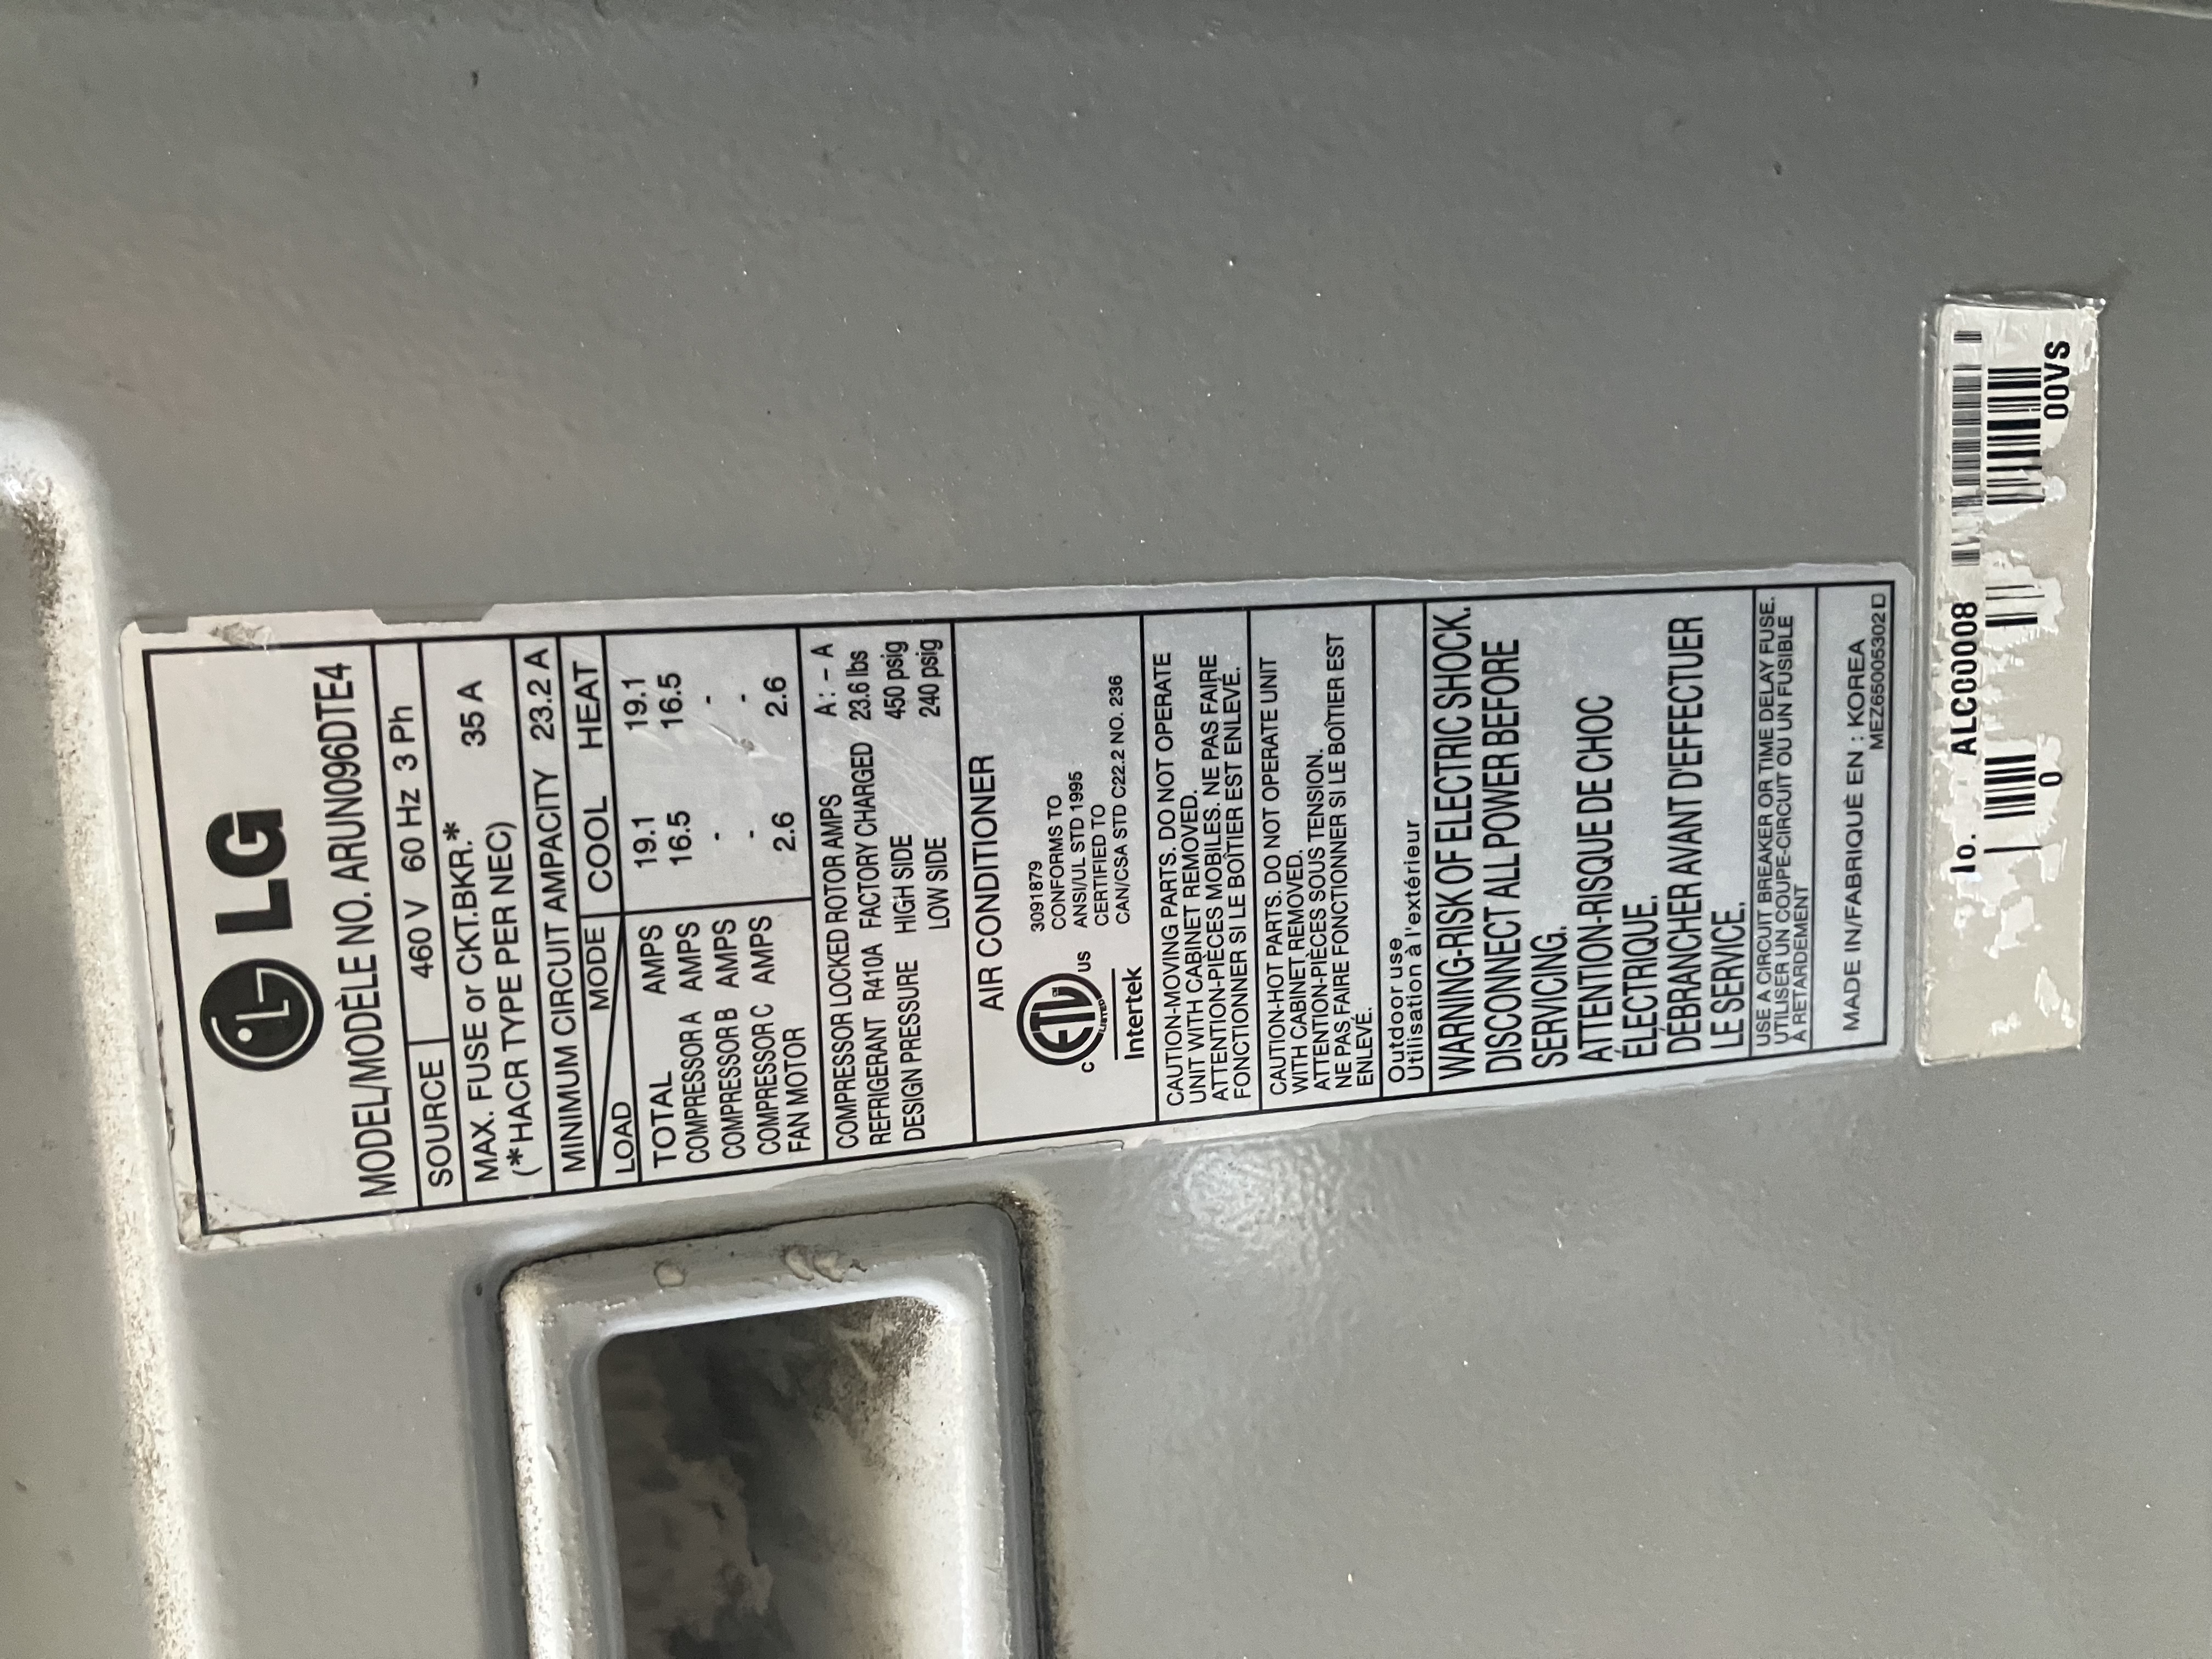 LG
MODEL/MODÈLE NO. ARUN096DTE4
SOURCE 460 V 60 Hz 3 Ph
MAX. FUSE or CKT.BKR.* 35 A
(*HACR TYPE PER NEC)
MINIMUM CIRCUIT AMPACITY 23.2 A
LOAD MODE COOL HEAT
TOTAL AMPS 19.1 19.1
COMPRESSOR A AMPS 16.5 16.5
COMPRESSOR B AMPS - -
COMPRESSOR C AMPS - -
FAN MOTOR 2.6 2.6
COMPRESSOR LOCKED ROTOR AMPS A: - A
REFRIGERANT R410A FACTORY CHARGED 23.6 lbs
DESIGN PRESSURE HIGH SIDE 450 psig
LOW SIDE 240 psig
AIR CONDITIONER
C ETL US
LISTED
Intertek
3091879
CONFORMS TO
ANSI/UL STD 1995
CERTIFIED TO
CAN/CSA STD C22.2 NO. 236
CAUTION-MOVING PARTS. DO NOT OPERATE
UNIT WITH CABINET REMOVED.
ATTENTION-PIÈCES MOBILES. NE PAS FAIRE
FONCTIONNER SI LE BOÎTIER EST ENLEVÉ.
CAUTION-HOT PARTS. DO NOT OPERATE UNIT
WITH CABINET REMOVED.
ATTENTION-PIÈCES SOUS TENSION.
NE PAS FAIRE FONCTIONNER SI LE BOÎTIER EST
ENLEVÉ.
Outdoor use
Utilisation à l'extérieur
WARNING-RISK OF ELECTRIC SHOCK.
DISCONNECT ALL POWER BEFORE
SERVICING.
ATTENTION-RISQUE DE CHOC
ÉLECTRIQUE.
DÉBRANCHER AVANT D'EFFECTUER
LE SERVICE.
USE A CIRCUIT BREAKER OR TIME DELAY FUSE.
UTILISER UN COUPE-CIRCUIT OU UN FUSIBLE
À RETARDEMENT
MADE IN/FABRIQUÉ EN : KOREA
MEZ65005302D
ALC00008
0 00VS